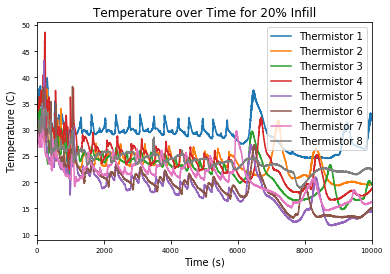 Temperature over Time for 20% Infill
Temperature (C)
50
45
40
35
30
25
20
15
10
Thermistor 1
Thermistor 2
Thermistor 3
Thermistor 4
Thermistor 5
Thermistor 6
Thermistor 7
Thermistor 8
0 2000 4000 6000 8000 10000
Time (s)